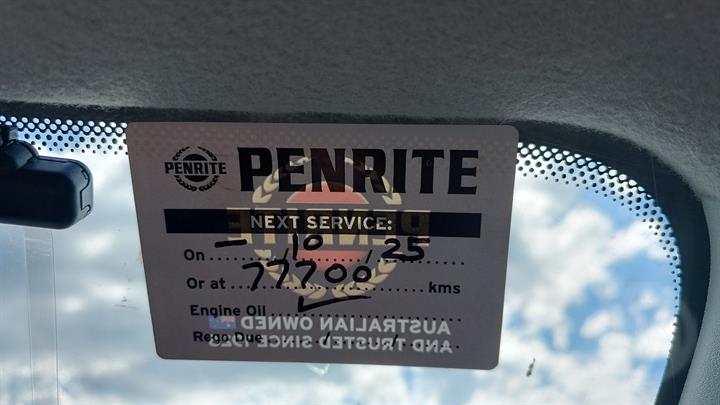 PENRITE PENRITE
NEXT SERVICE:
On - / 10 / 25
Or at 77700 kms
Engine Oil
Rego Due / /
AUSTRALIAN OWNED
AND TRUSTED SINCE 1926